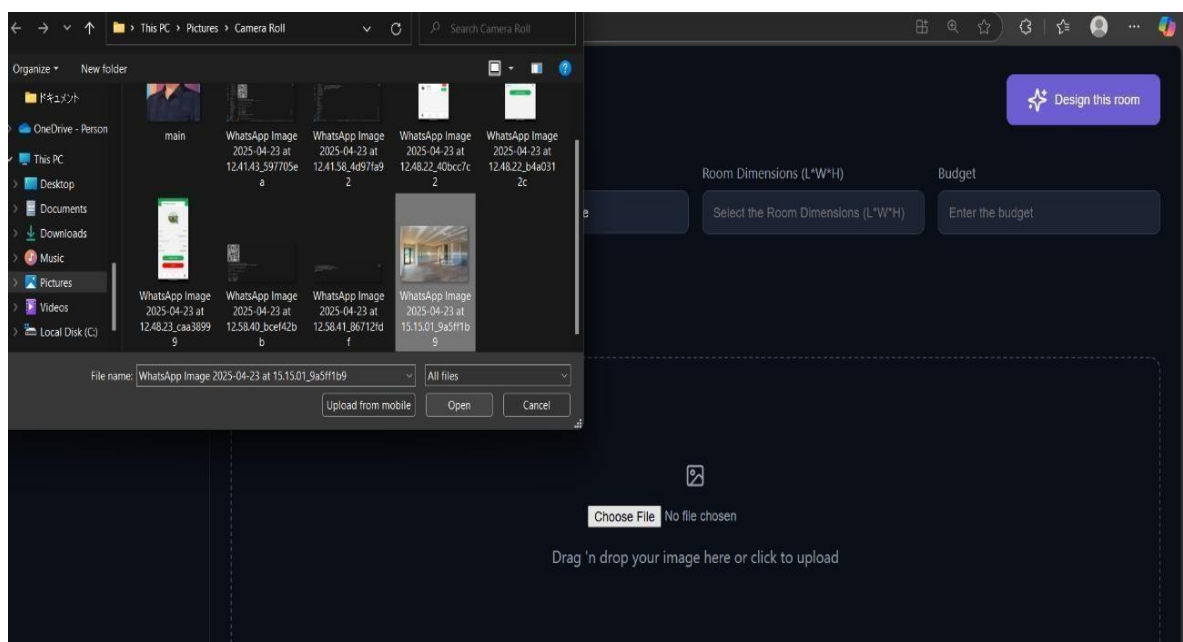 This PC > Pictures > Camera Roll
Search Camera Roll
Organize
New folder
ドキュメント
OneDrive - Person
This PC
Desktop
Documents
Downloads
Music
Pictures
Videos
Local Disk (C:)
main
WhatsApp Image
2025-04-23 at
12.41.43_597705e
a
WhatsApp Image
2025-04-23 at
12.41.58_4d97fa9
2
WhatsApp Image
2025-04-23 at
12.48.22_40bcc7c
2
WhatsApp Image
2025-04-23 at
12.48.22_b4a031
2c
WhatsApp Image
2025-04-23 at
12.48.23_caa3899
9
WhatsApp Image
2025-04-23 at
12.58.40_bcef42b
b
WhatsApp Image
2025-04-23 at
12.58.41_86712fd
f
WhatsApp Image
2025-04-23 at
15.15.01_9a5ff1b
9
File name: WhatsApp Image 2025-04-23 at 15.15.01_9a5ff1b9
All files
Upload from mobile
Open
Cancel
Design this room
Room Dimensions (L*W*H)
Budget
e
Select the Room Dimensions (L*W*H)
Enter the budget
Choose File No file chosen
Drag 'n drop your image here or click to upload